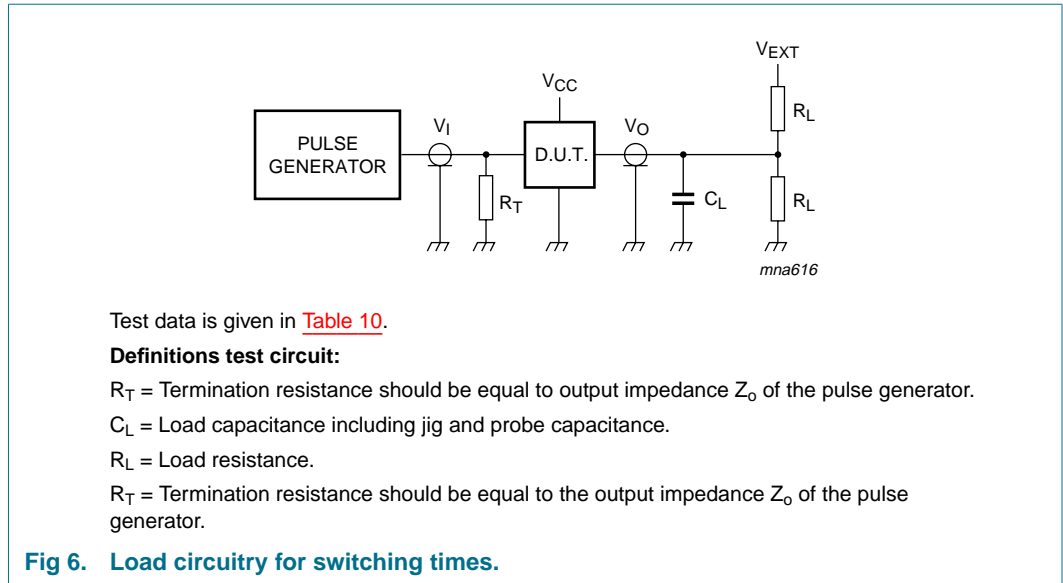 VEXT
VCC
RL
VI
VO
PULSE
GENERATOR
D.U.T.
RT
CL
RL
mna616
Test data is given in Table 10.
Definitions test circuit:
RT = Termination resistance should be equal to output impedance Zo of the pulse generator.
CL = Load capacitance including jig and probe capacitance.
RL = Load resistance.
RT = Termination resistance should be equal to the output impedance Zo of the pulse
generator.
Fig 6. Load circuitry for switching times.